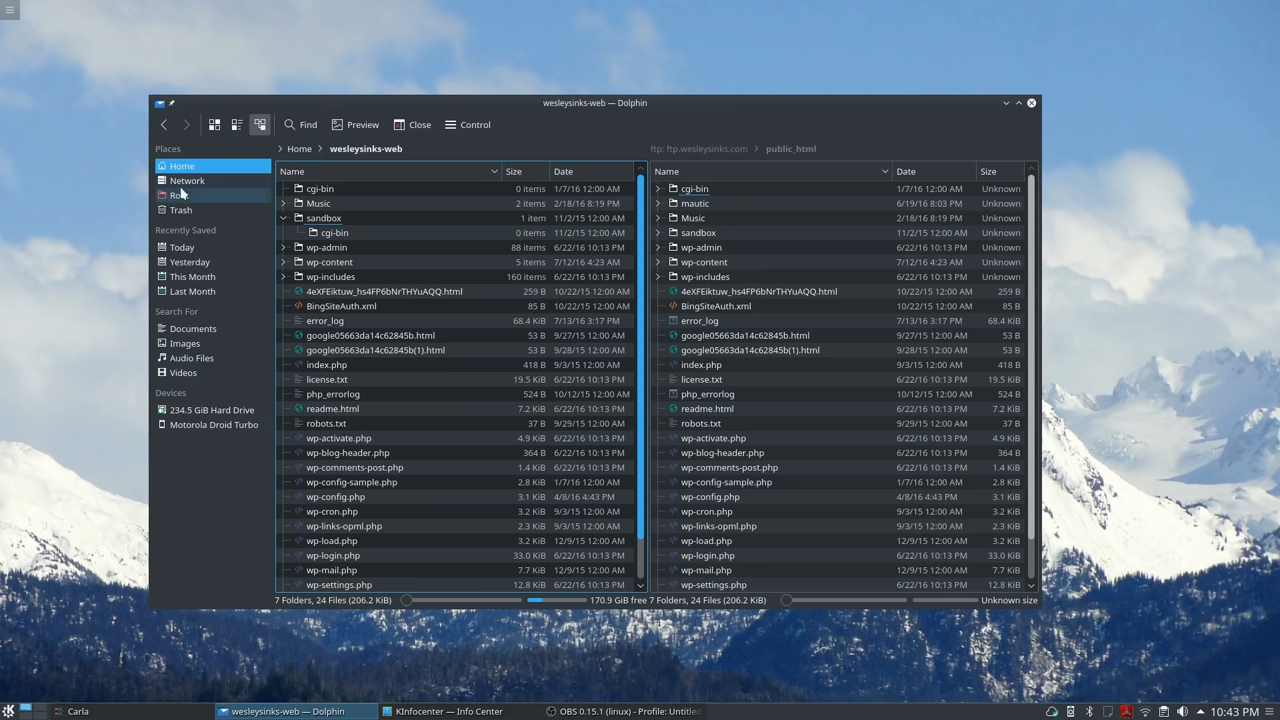 wesleysinks-web — Dolphin
Find Preview Close Control
Places
Home
Network
Trash
Recently Saved
Today
Yesterday
This Month
Last Month
Search For
Documents
Images
Audio Files
Videos
Devices
234.5 GiB Hard Drive
Motorola Droid Turbo
Home > wesleysinks-web
Name Size Date
cgi-bin 0 items 1/7/16 12:00 AM
Music 2 items 2/18/16 8:19 PM
sandbox 1 item 11/2/15 12:00 AM
cgi-bin 0 items 11/2/15 12:00 AM
wp-admin 88 items 6/22/16 10:13 PM
wp-content 5 items 7/12/16 4:23 AM
wp-includes 160 items 6/22/16 10:13 PM
4eXFEiktuw_hs4FP6bNrTHYuAQQ.html 259 B 10/22/15 12:00 AM
BingSiteAuth.xml 85 B 10/22/15 12:00 AM
error_log 68.4 KiB 7/13/16 3:17 PM
google05663da14c62845b.html 53 B 9/27/15 12:00 AM
google05663da14c62845b(1).html 53 B 9/28/15 12:00 AM
index.php 418 B 9/3/15 12:00 AM
license.txt 19.5 KiB 6/22/16 10:13 PM
php_errorlog 524 B 10/12/15 12:00 AM
readme.html 7.2 KiB 6/22/16 10:13 PM
robots.txt 37 B 9/29/15 12:00 AM
wp-activate.php 4.9 KiB 6/22/16 10:13 PM
wp-blog-header.php 364 B 6/22/16 10:13 PM
wp-comments-post.php 1.4 KiB 6/22/16 10:13 PM
wp-config-sample.php 2.8 KiB 1/7/16 12:00 AM
wp-config.php 3.1 KiB 4/8/16 4:43 PM
wp-cron.php 3.2 KiB 9/3/15 12:00 AM
wp-links-opml.php 2.3 KiB 9/3/15 12:00 AM
wp-load.php 3.2 KiB 12/9/15 12:00 AM
wp-login.php 33.0 KiB 6/22/16 10:13 PM
wp-mail.php 7.7 KiB 12/9/15 12:00 AM
wp-settings.php 12.8 KiB 6/22/16 10:13 PM
7 Folders, 24 Files (206.2 KiB) 170.9 GiB free
ftp: ftp.wesleysinks.com > public_html
Name Date Size
cgi-bin 1/7/16 12:00 AM Unknown
mautic 6/19/16 8:03 PM Unknown
Music 2/18/16 8:19 PM Unknown
sandbox 11/2/15 12:00 AM Unknown
wp-admin 6/22/16 10:13 PM Unknown
wp-content 7/12/16 4:23 AM Unknown
wp-includes 6/22/16 10:13 PM Unknown
4eXFEiktuw_hs4FP6bNrTHYuAQQ.html 10/22/15 12:00 AM 259 B
BingSiteAuth.xml 10/22/15 12:00 AM 85 B
error_log 7/13/16 3:17 PM 68.4 KiB
google05663da14c62845b.html 9/27/15 12:00 AM 53 B
google05663da14c62845b(1).html 9/28/15 12:00 AM 53 B
index.php 9/3/15 12:00 AM 418 B
license.txt 6/22/16 10:13 PM 19.5 KiB
php_errorlog 10/12/15 12:00 AM 524 B
readme.html 6/22/16 10:13 PM 7.2 KiB
robots.txt 9/29/15 12:00 AM 37 B
wp-activate.php 6/22/16 10:13 PM 4.9 KiB
wp-blog-header.php 6/22/16 10:13 PM 364 B
wp-comments-post.php 6/22/16 10:13 PM 1.4 KiB
wp-config-sample.php 1/7/16 12:00 AM 2.8 KiB
wp-config.php 4/8/16 4:43 PM 3.1 KiB
wp-cron.php 9/3/15 12:00 AM 3.2 KiB
wp-links-opml.php 9/3/15 12:00 AM 2.3 KiB
wp-load.php 12/9/15 12:00 AM 3.2 KiB
wp-login.php 6/22/16 10:13 PM 33.0 KiB
wp-mail.php 12/9/15 12:00 AM 7.7 KiB
wp-settings.php 6/22/16 10:13 PM 12.8 KiB
7 Folders, 24 Files (206.2 KiB) Unknown size
Carla wesleysinks-web — Dolphin KInfocenter — Info Center OBS 0.15.1 (linux) - Profile: Untitled 10:43 PM